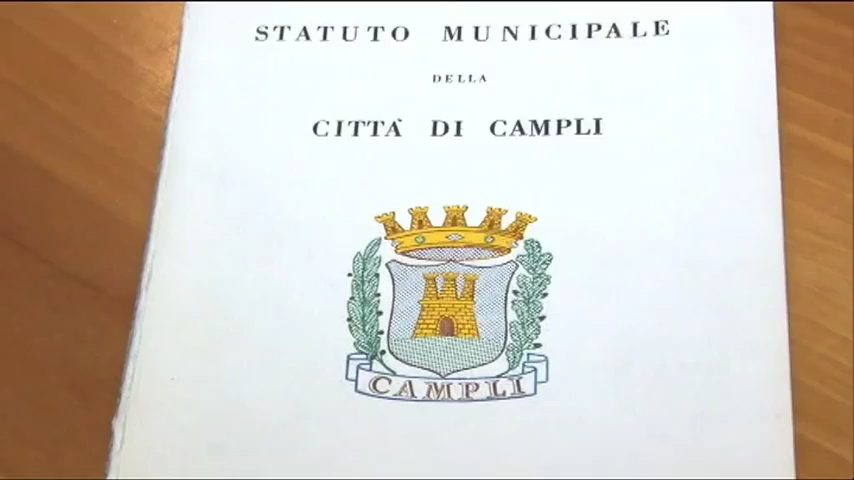 STATUTO MUNICIPALE
DELLA
CITTÀ DI CAMPLI
CAMPLI